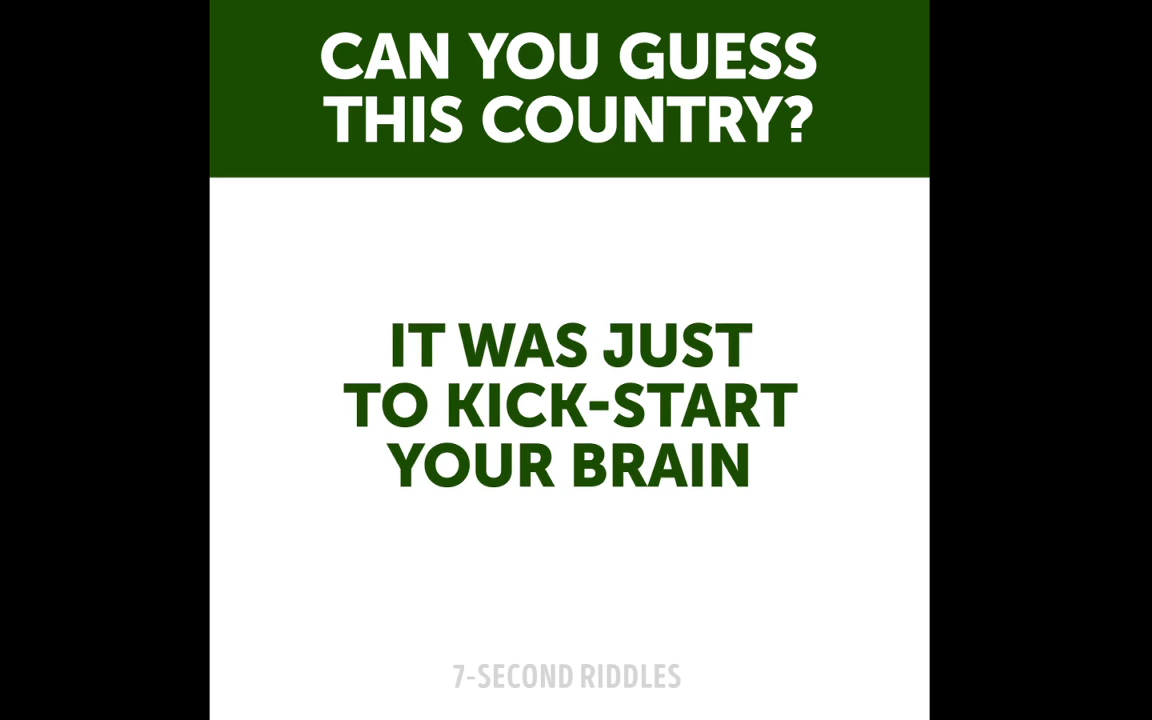 CAN YOU GUESS
THIS COUNTRY?
IT WAS JUST
TO KICK-START
YOUR BRAIN
7-SECOND RIDDLES